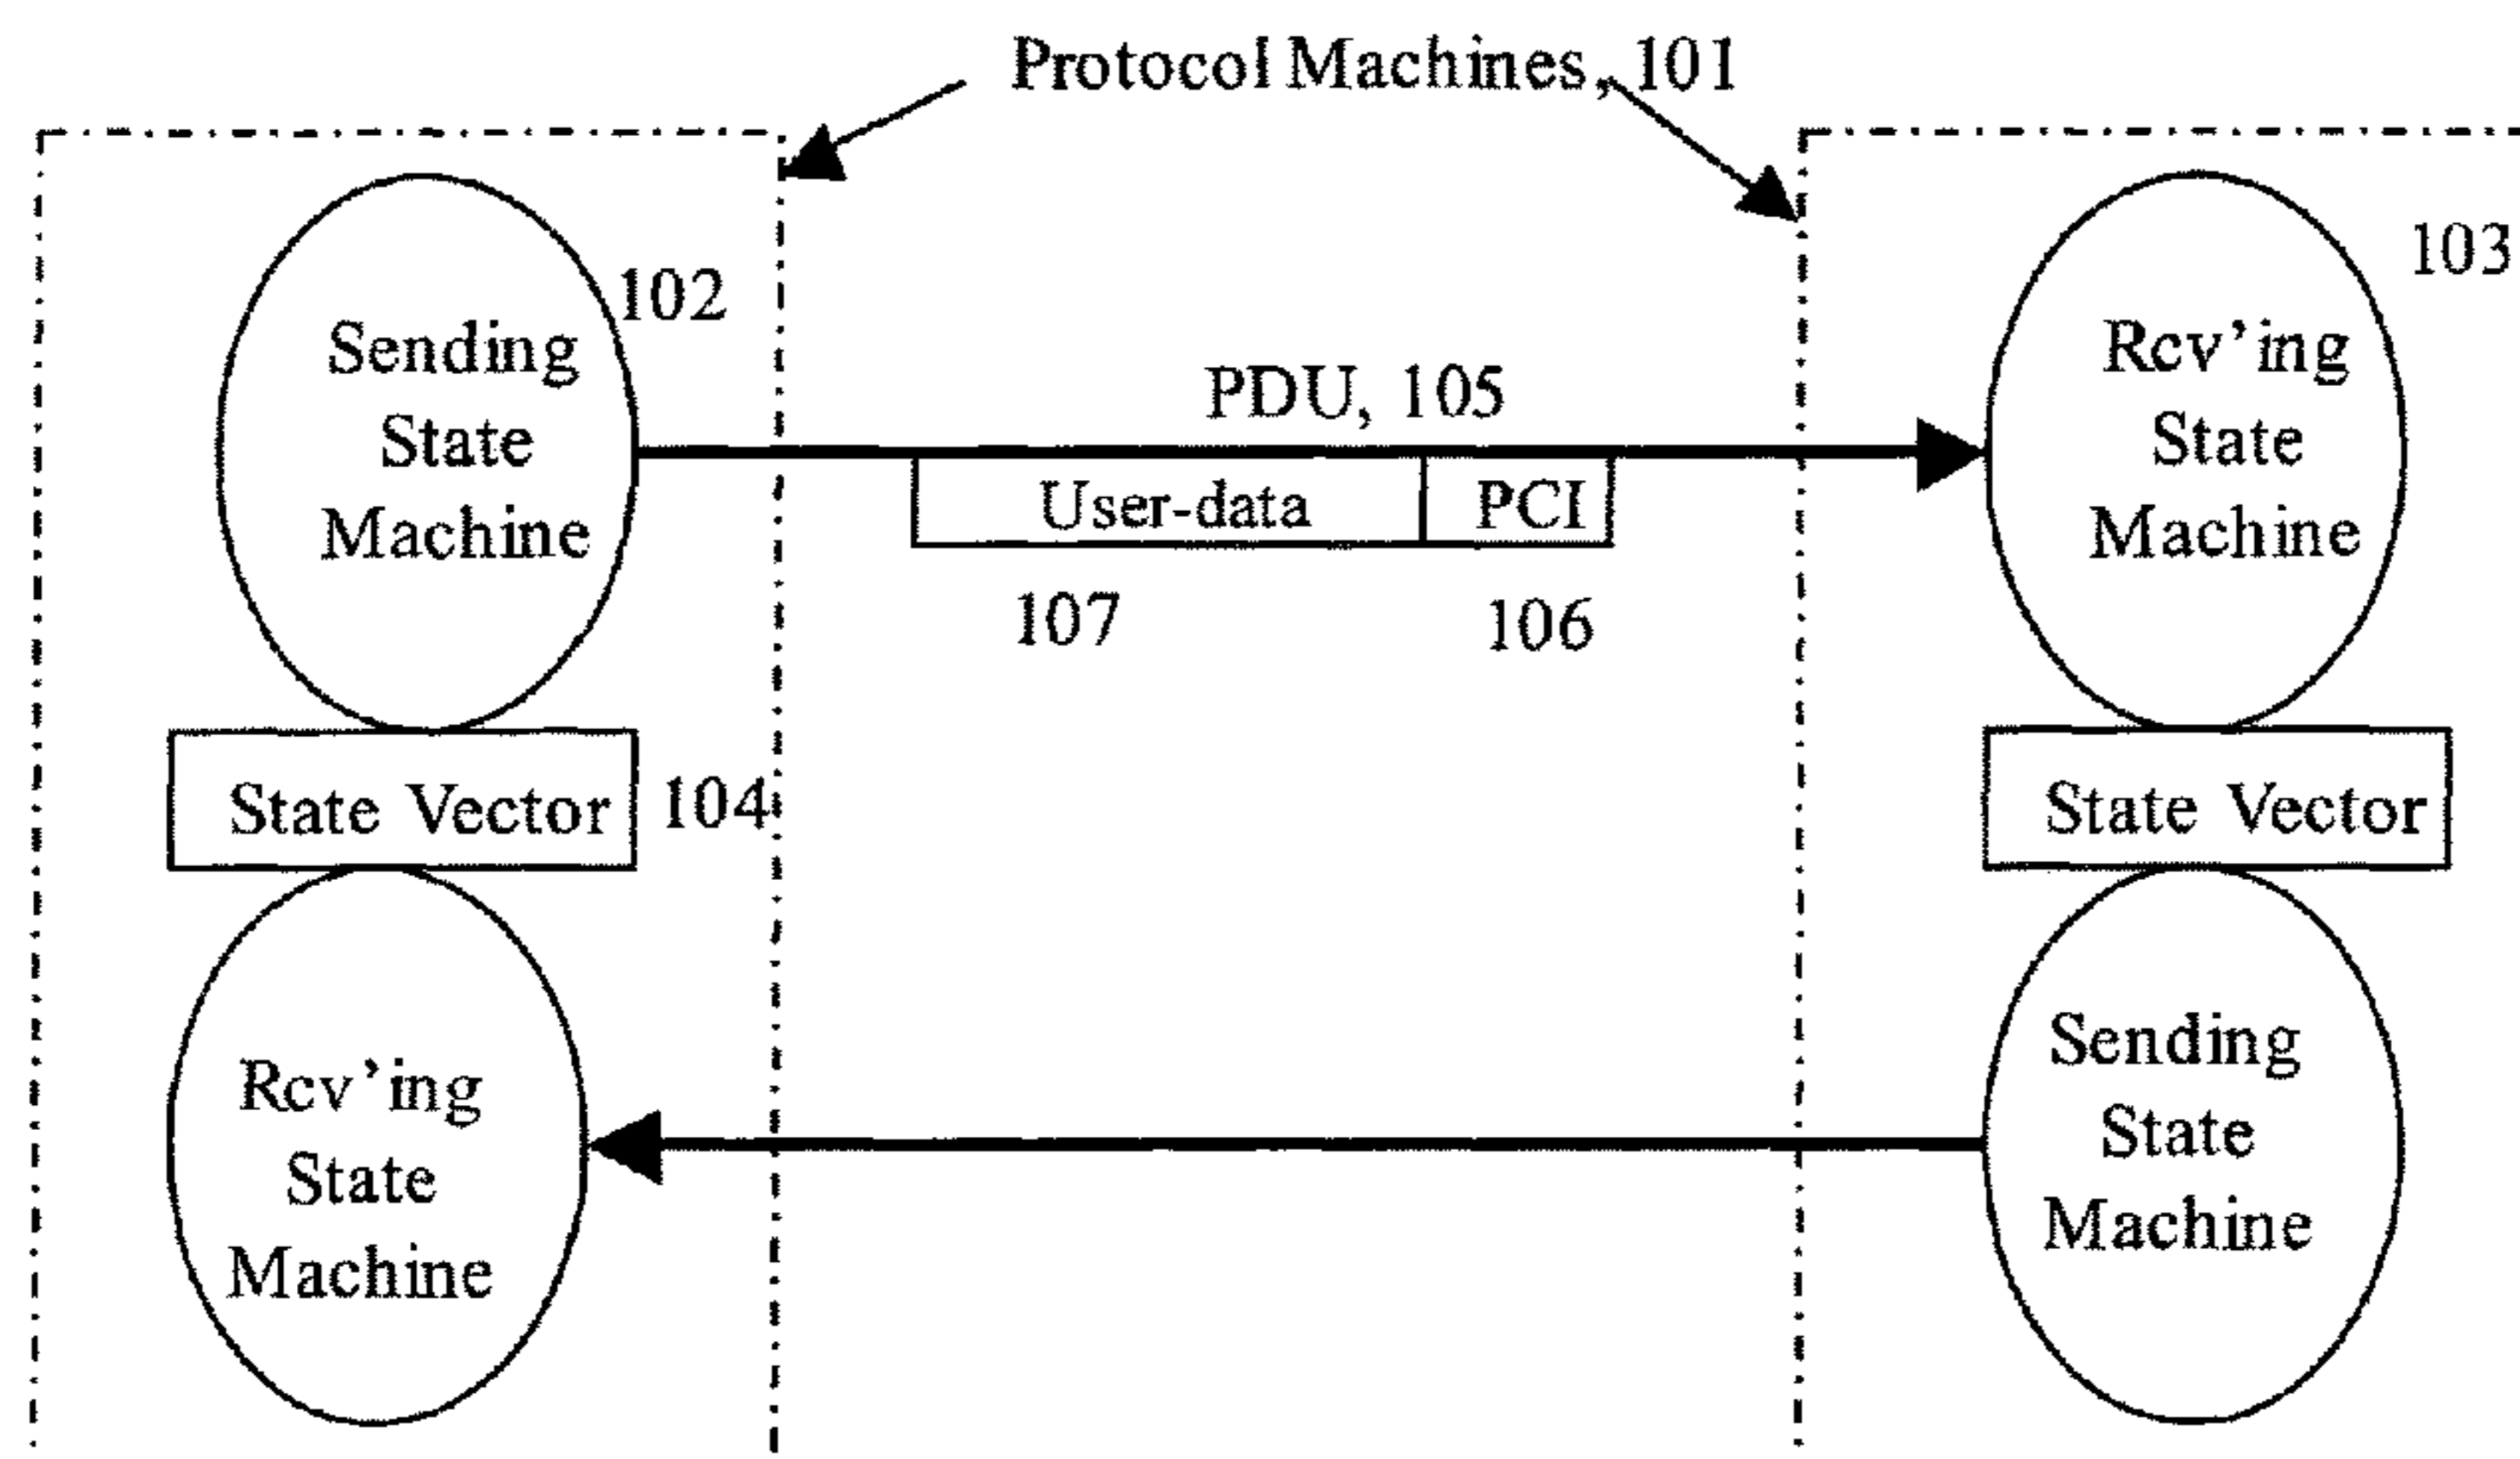 Protocol Machines, 101
102
Sending
State
Machine
103
Rcv'ing
State
Machine
PDU, 105
User-data
PCI
107
106
State Vector
104
State Vector
Rcv'ing
State
Machine
Sending
State
Machine